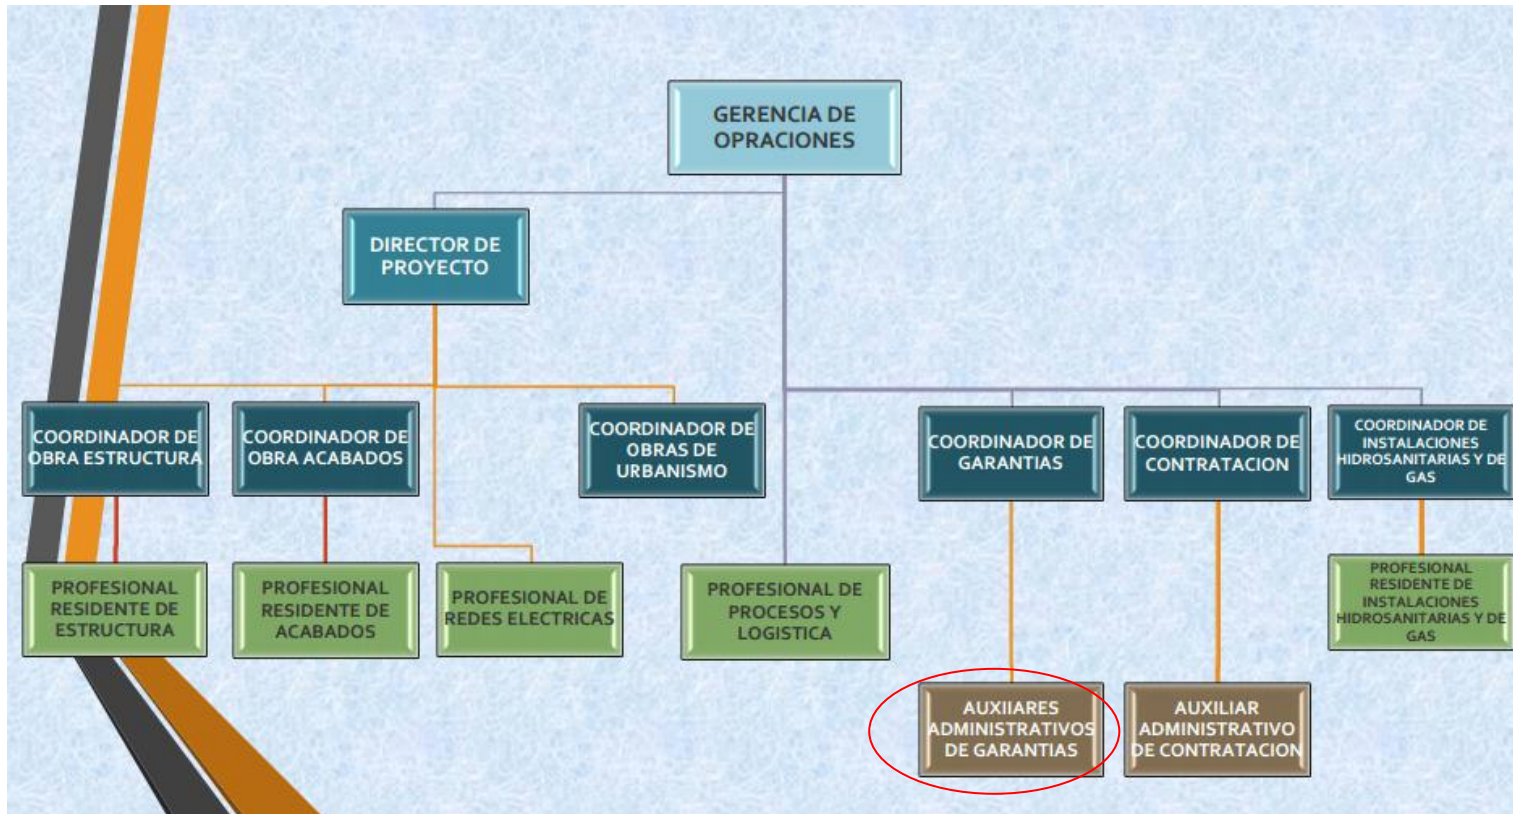 GERENCIA DE
OPRACIONES
DIRECTOR DE
PROYECTO
COORDINADOR DE
OBRA ESTRUCTURA
COORDINADOR DE
OBRA ACABADOS
COORDINADOR DE
OBRAS DE
URBANISMO
COORDINADOR DE
GARANTIAS
COORDINADOR DE
CONTRATACION
COORDINADOR DE
INSTALACIONES
HIDROSANITARIAS Y DE
GAS
PROFESIONAL
RESIDENTE DE
ESTRUCTURA
PROFESIONAL
RESIDENTE DE
ACABADOS
PROFESIONAL DE
REDES ELECTRICAS
PROFESIONAL DE
PROCESOS Y
LOGISTICA
PROFESIONAL
RESIDENTE DE
INSTALACIONES
HIDROSANITARIAS Y DE
GAS
AUXIIARES
ADMINISTRATIVOS
DE GARANTIAS
AUXILIAR
ADMINISTRATIVO
DE CONTRATACION